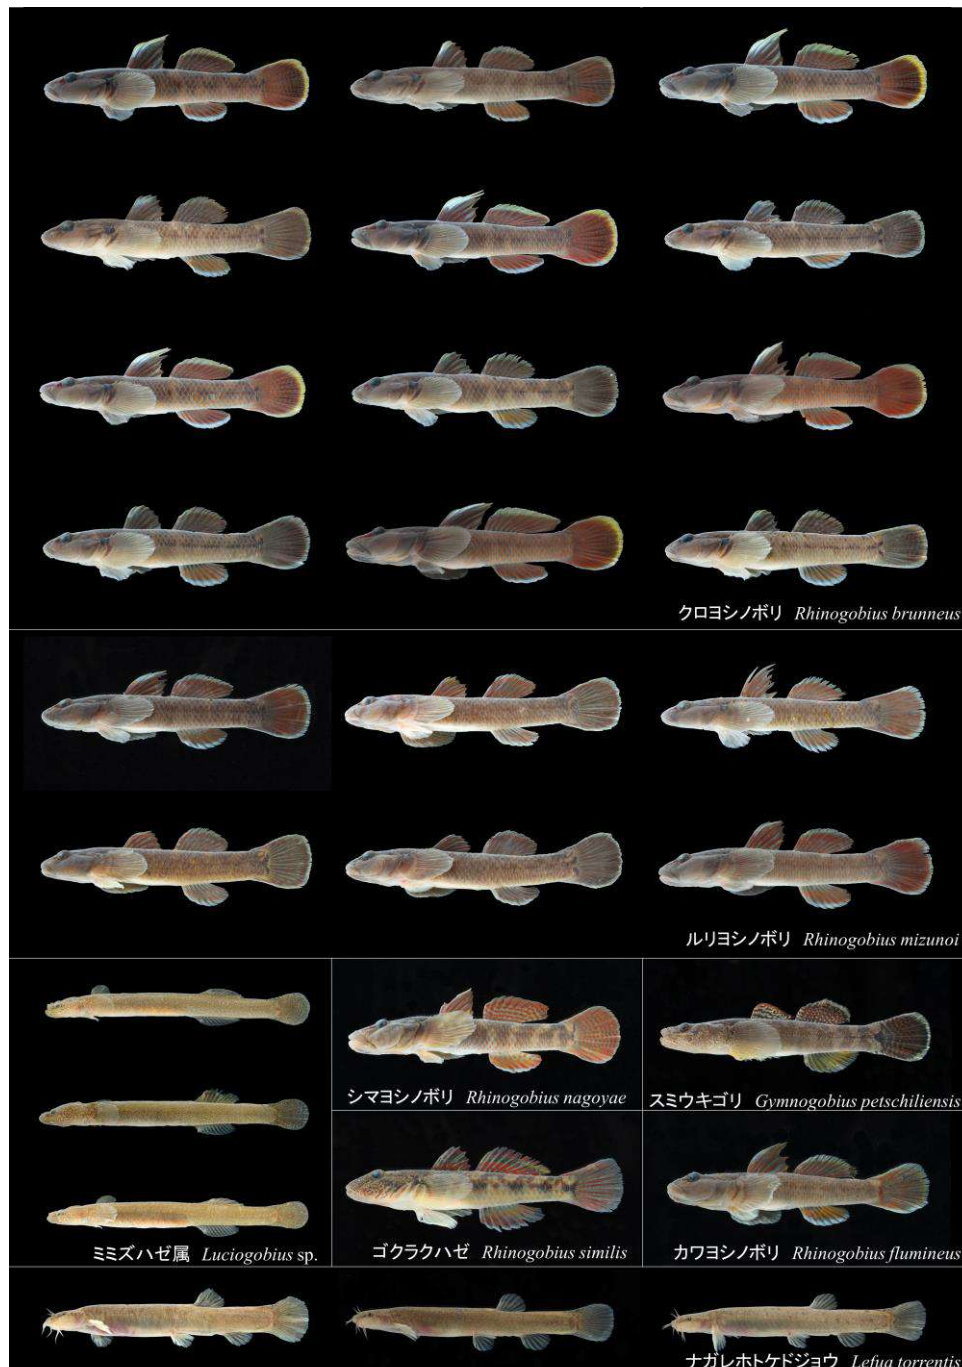 クロヨシノボリ Rhinogobius brunneus
ルリヨシノボリ Rhinogobius mizunoi
シマヨシノボリ Rhinogobius nagoyae
スミウキゴリ Gymnogobius petschiliensis
ミミズハゼ属 Luciogobius sp.
ゴクラクハゼ Rhinogobius similis
カワヨシノボリ Rhinogobius flumineus
ナガレホトケドジョウ Lefua torrentis